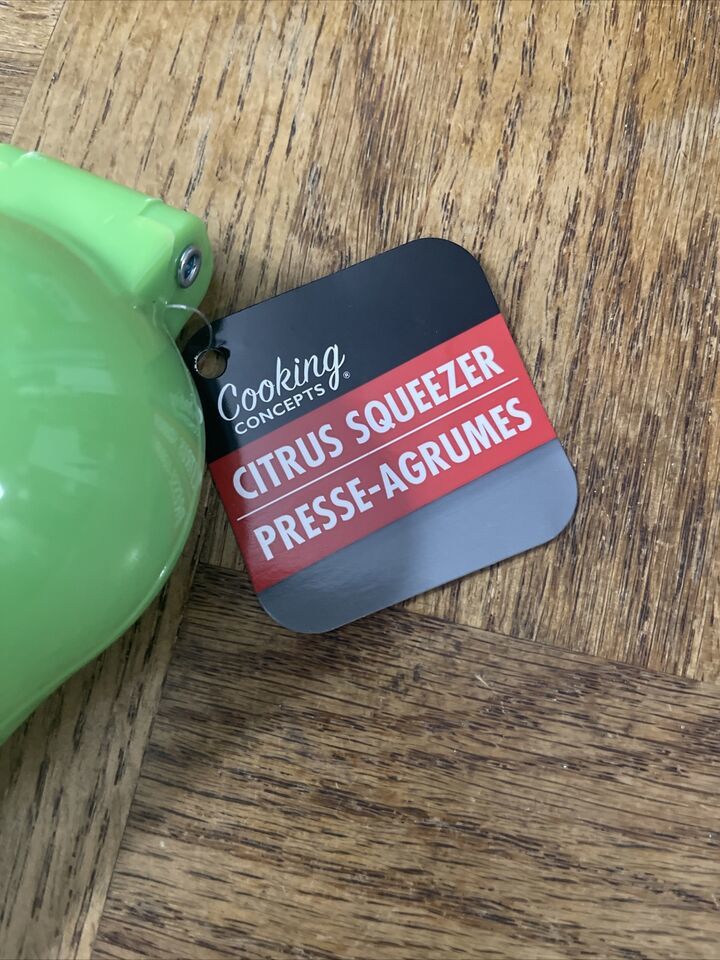 Cooking
CONCEPTS®
CITRUS SQUEEZER
PRESSE-AGRUMES